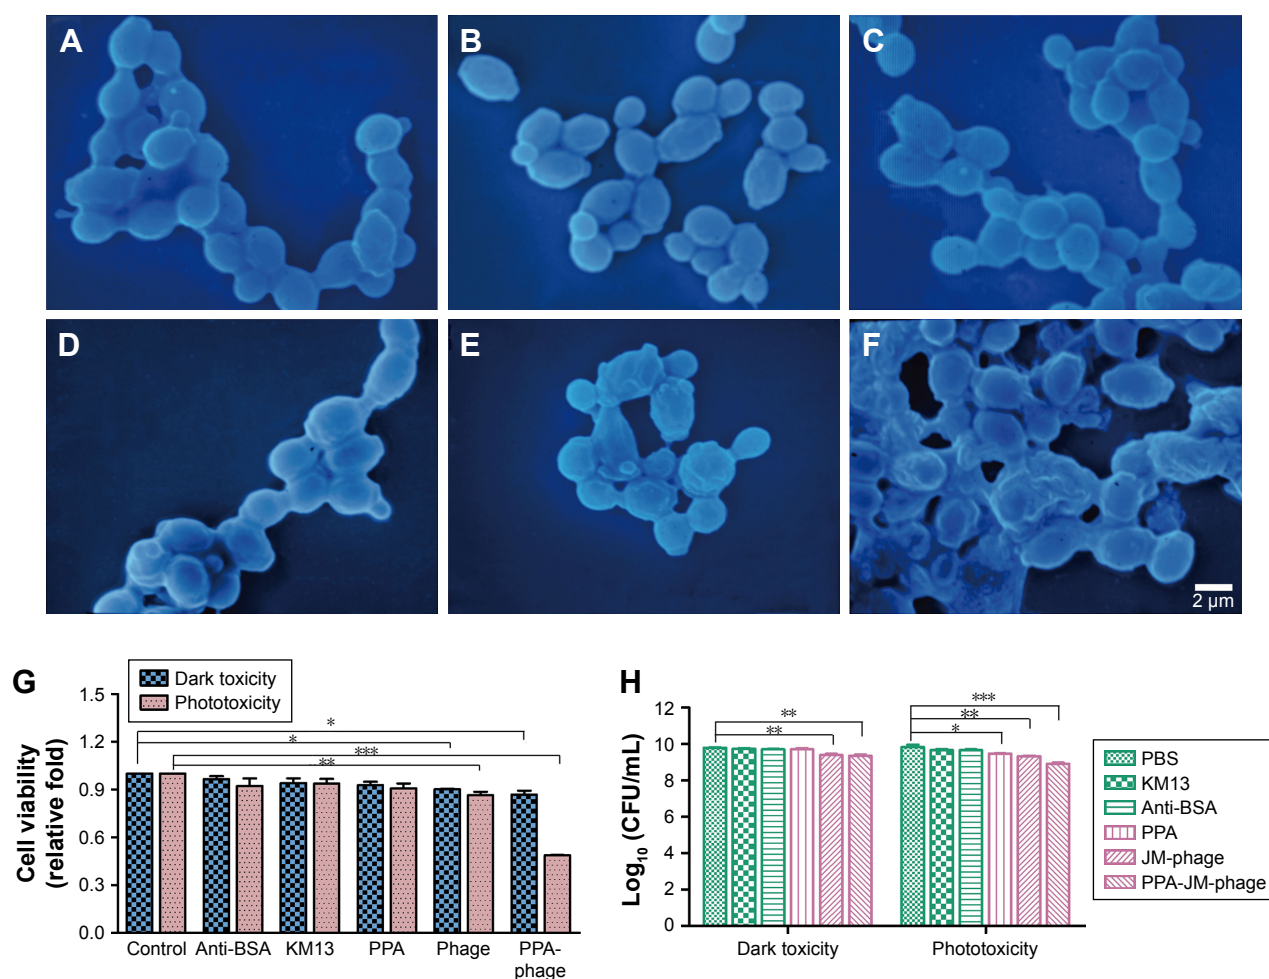 A
B
C
D
E
F
2 µm
G
Dark toxicity
Phototoxicity
Cell viability
(relative fold)
1.5
1.2
0.9
0.6
0.3
0.0
*
*
***
**
Control
Anti-BSA
KM13
PPA
Phage
PPA-
phage
H
Log10 (CFU/mL)
12
10
8
6
4
2
0
**
**
***
**
*
Dark toxicity
Phototoxicity
PBS
KM13
Anti-BSA
PPA
JM-phage
PPA-JM-phage